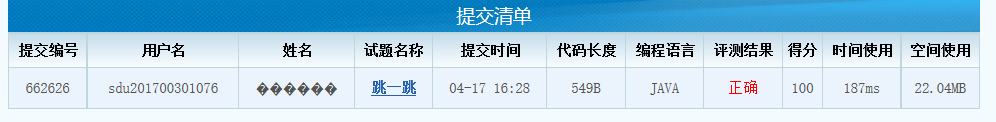 提交清单
提交编号 用户名 姓名 试题名称 提交时间 代码长度 编程语言 评测结果 得分 时间使用 空间使用
662626 sdu201700301076 ������ 跳一跳 04-17 16:28 549B JAVA 正确 100 187ms 22.04MB